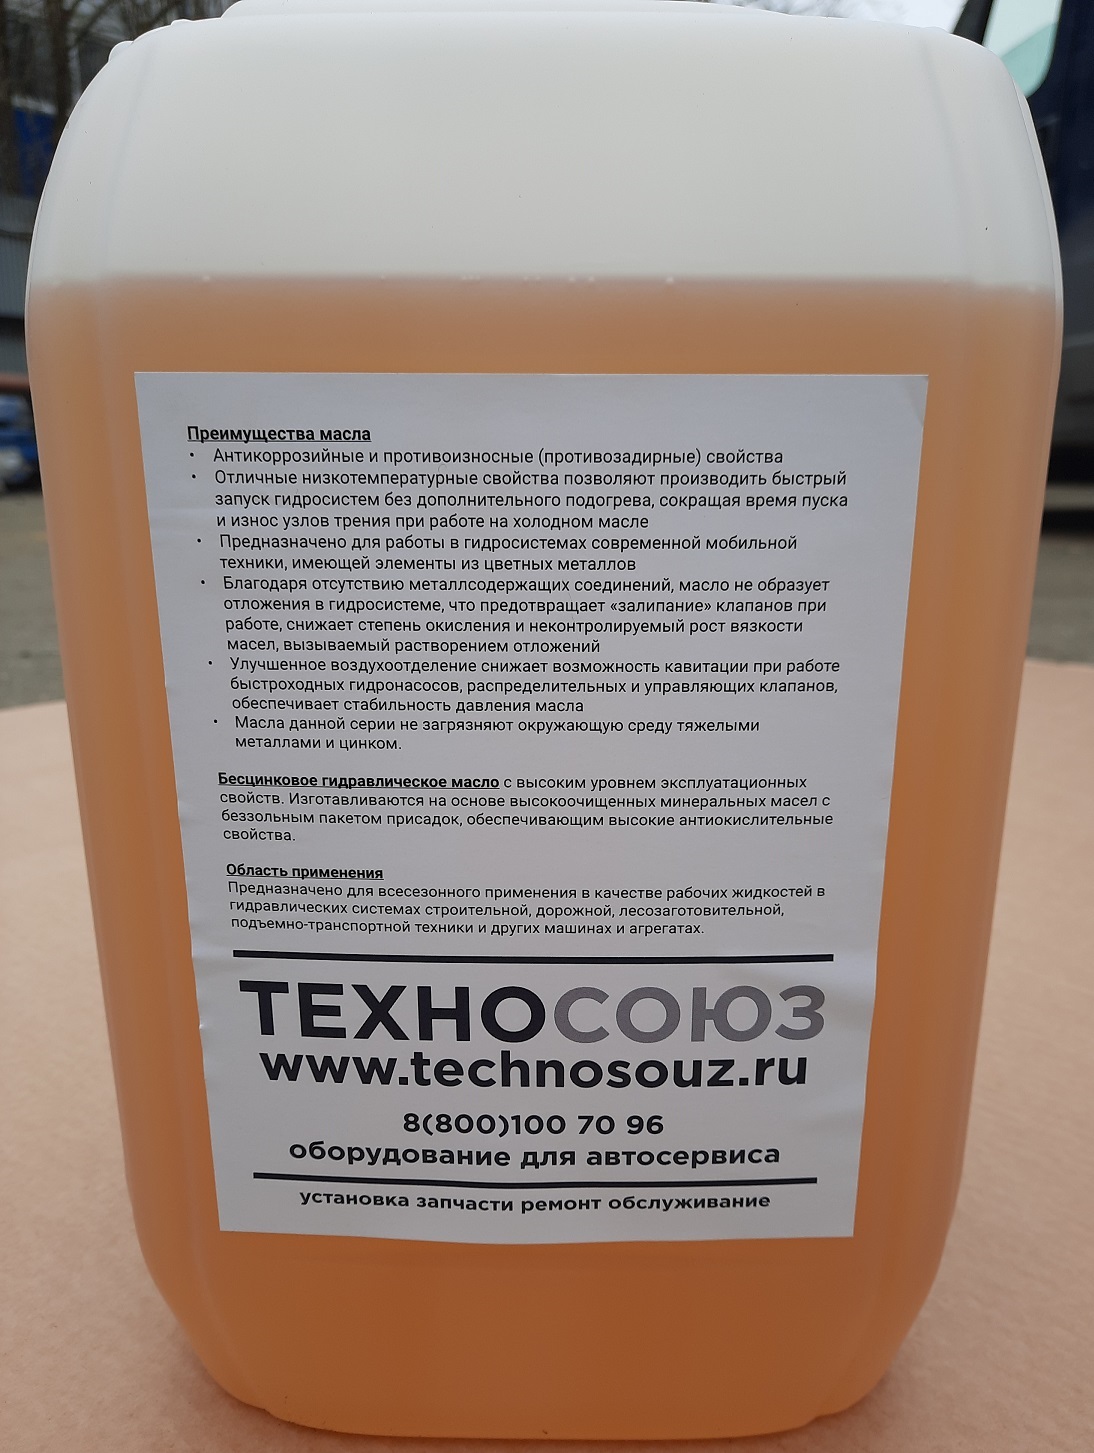 Преимущества масла
• Антикоррозийные и противоизносные (противозадирные) свойства
• Отличные низкотемпературные свойства позволяют производить быстрый
запуск гидросистем без дополнительного подогрева, сокращая время пуска
и износ узлов трения при работе на холодном масле
• Предназначено для работы в гидросистемах современной мобильной
техники, имеющей элементы из цветных металлов
• Благодаря отсутствию металлсодержащих соединений, масло не образует
отложения в гидросистеме, что предотвращает «залипание» клапанов при
работе, снижает степень окисления и неконтролируемый рост вязкости
масел, вызываемый растворением отложений
• Улучшенное воздухоотделение снижает возможность кавитации при работе
быстроходных гидронасосов, распределительных и управляющих клапанов,
обеспечивает стабильность давления масла
• Масла данной серии не загрязняют окружающую среду тяжелыми
металлами и цинком.
Бесцинковое гидравлическое масло с высоким уровнем эксплуатационных
свойств. Изготавливаются на основе высокоочищенных минеральных масел с
беззольным пакетом присадок, обеспечивающим высокие антиокислительные
свойства.
Область применения
Предназначено для всесезонного применения в качестве рабочих жидкостей в
гидравлических системах строительной, дорожной, лесозаготовительной,
подъемно-транспортной техники и других машинах и агрегатах.
ТЕХНОСОЮЗ
www.technosouz.ru
8(800)100 70 96
оборудование для автосервиса
установка запчасти ремонт обслуживание